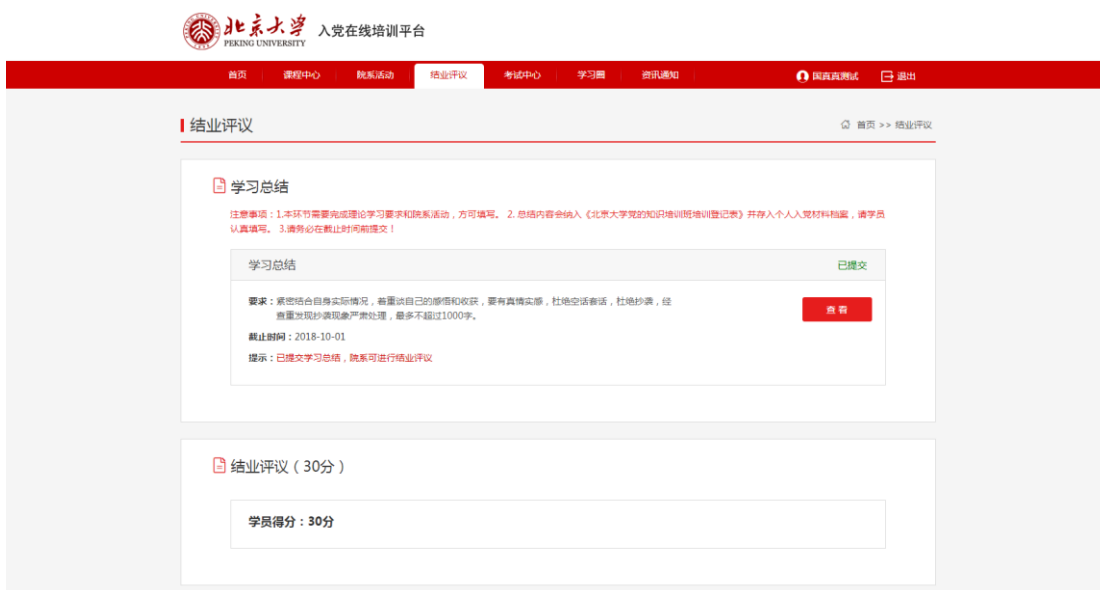 北京大学
PEKING UNIVERSITY
入党在线培训平台
首页 课程中心 院系活动 结业评议 考试中心 学习圈 资讯通知 国真真测试 退出
结业评议
首页 >> 结业评议
学习总结
注意事项：1.本环节需要完成理论学习要求和院系活动，方可填写。 2. 总结内容会纳入《北京大学党的知识培训班培训登记表》并存入个人入党材料档案，请学员
认真填写。 3.请务必在截止时间前提交！
学习总结
已提交
要求：紧密结合自身实际情况，着重谈自己的感悟和收获，要有真情实感，杜绝空话套话，杜绝抄袭，经
查重发现抄袭现象严肃处理，最多不超过1000字。
查看
截止时间：2018-10-01
提示：已提交学习总结，院系可进行结业评议
结业评议（30分）
学员得分：30分